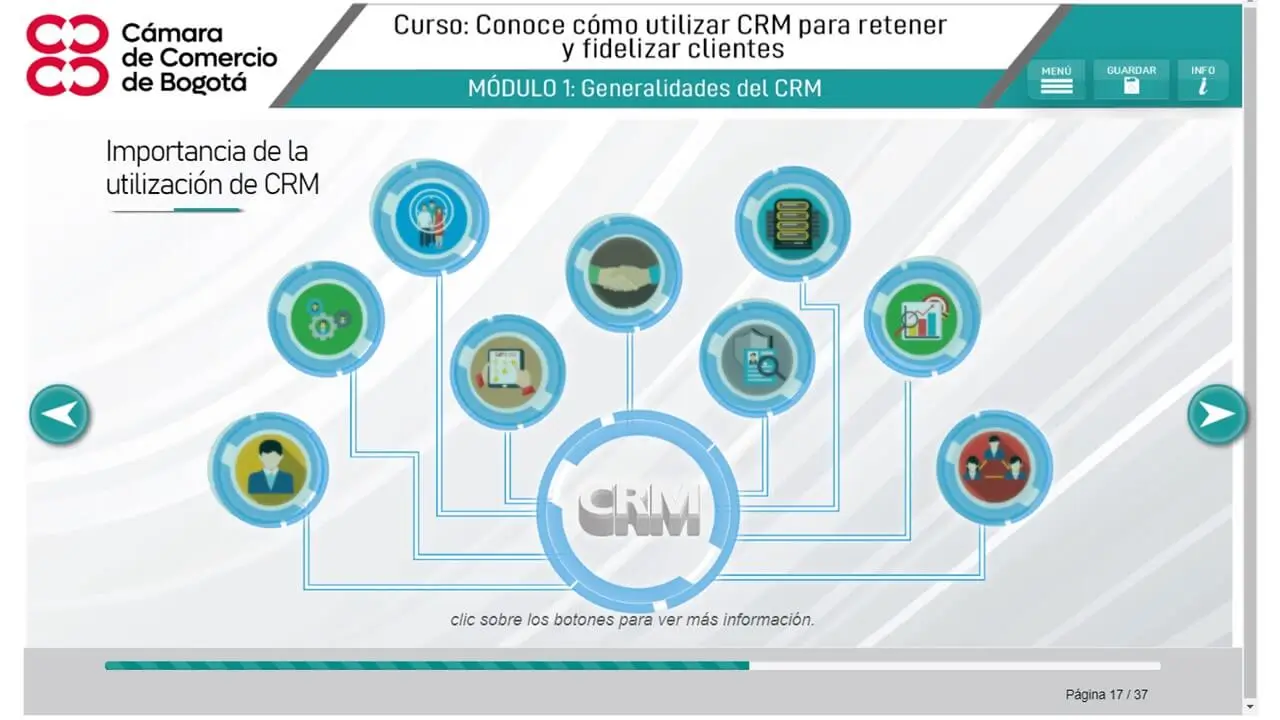 Cámara
de Comercio
de Bogotá
Curso: Conoce cómo utilizar CRM para retener
y fidelizar clientes
MÓDULO 1: Generalidades del CRM
MENÚ
GUARDAR
INFO
i
Importancia de la
utilización de CRM
CRM
clic sobre los botones para ver más información.
Página 17 / 37